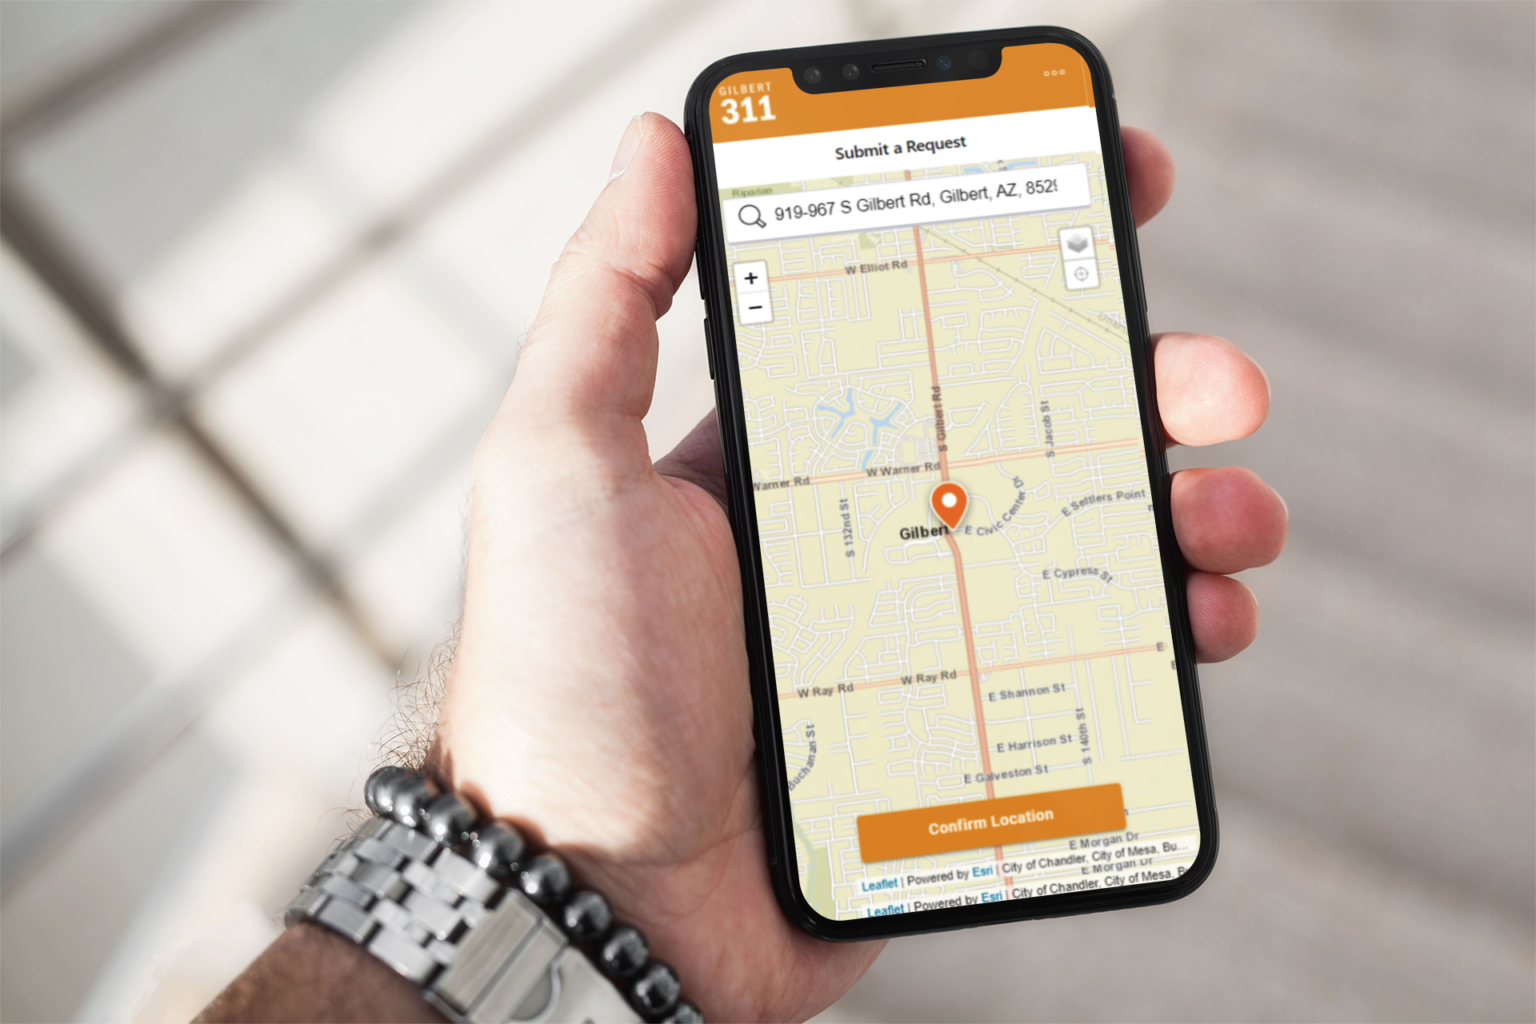 GILBERT
311
Submit a Request
Riparian
919-967 S Gilbert Rd, Gilbert, AZ, 8529
W Elliot Rd
+
−
S Gilbert Rd
S Jacob St
W Warner Rd
Warner Rd
S 132nd St
E Civic Center Dr
E Settlers Point
Gilbert
E Cypress St
E
W Ray Rd
W Ray Rd
E Shannon St
Buchanan St
S 140th St
E Harrison St
E Galveston St
Confirm Location
E Morgan Dr
Leaflet | Powered by Esri | City of Chandler, City of Mesa, Bu...
E Morgan Dr
Leaflet | Powered by Esri | City of Chandler, City of Mesa, B